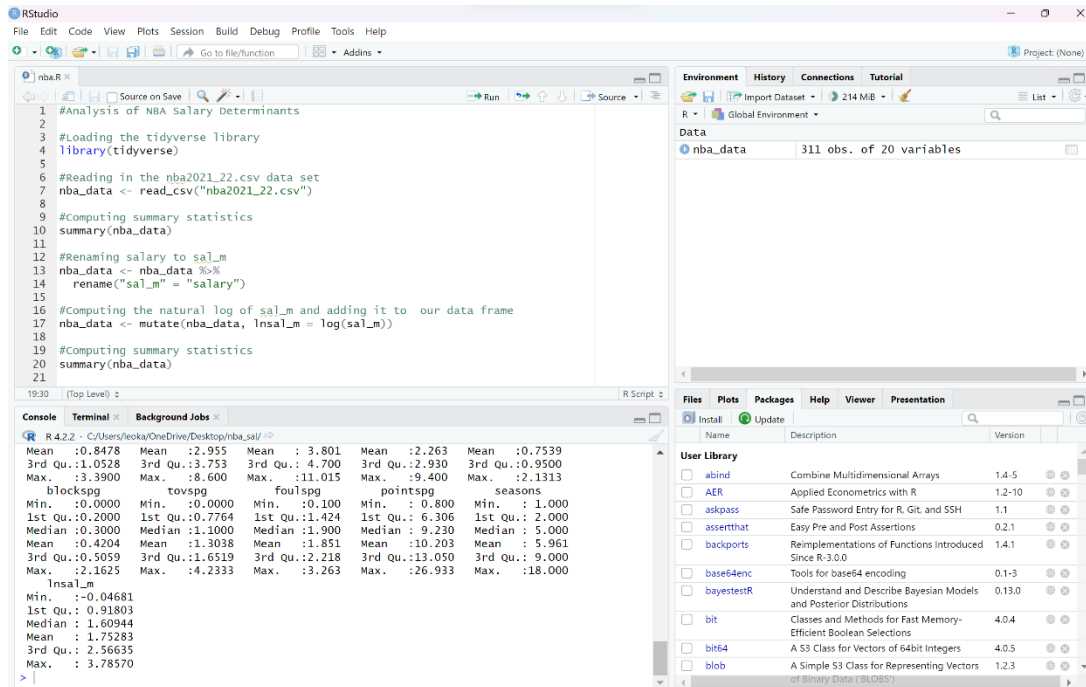 RStudio
File Edit Code View Plots Session Build Debug Profile Tools Help
Go to file/function
Addins
Project: (None)
nba.R
Source on Save
Run
Source
1 #Analysis of NBA Salary Determinants
2
3 #Loading the tidyverse library
4 library(tidyverse)
5
6 #Reading in the nba2021_22.csv data set
7 nba_data <- read_csv("nba2021_22.csv")
8
9 #Computing summary statistics
10 summary(nba_data)
11
12 #Renaming salary to sal_m
13 nba_data <- nba_data %>%
14 rename("sal_m" = "salary")
15
16 #Computing the natural log of sal_m and adding it to our data frame
17 nba_data <- mutate(nba_data, lnsal_m = log(sal_m))
18
19 #Computing summary statistics
20 summary(nba_data)
21
19:30 (Top Level) R Script
Console Terminal Background Jobs
R 4.2.2 · C:/Users/leoka/OneDrive/Desktop/nba_sal/
Mean :0.8478 Mean :2.955 Mean : 3.801 Mean :2.263 Mean :0.7539
3rd Qu.:1.0528 3rd Qu.:3.753 3rd Qu.: 4.700 3rd Qu.:2.930 3rd Qu.:0.9500
Max. :3.3900 Max. :8.600 Max. :11.015 Max. :9.400 Max. :2.1313
blockspg tovspg foulspg pointspg seasons
Min. :0.0000 Min. :0.0000 Min. :0.100 Min. : 0.800 Min. : 1.000
1st Qu.:0.2000 1st Qu.:0.7764 1st Qu.:1.424 1st Qu.: 6.306 1st Qu.: 2.000
Median :0.3000 Median :1.1000 Median :1.900 Median : 9.230 Median : 5.000
Mean :0.4204 Mean :1.3038 Mean :1.851 Mean :10.203 Mean : 5.961
3rd Qu.:0.5059 3rd Qu.:1.6519 3rd Qu.:2.218 3rd Qu.:13.050 3rd Qu.: 9.000
Max. :2.1625 Max. :4.2333 Max. :3.263 Max. :26.933 Max. :18.000
lnsal_m
Min. :-0.04681
1st Qu.: 0.91803
Median : 1.60944
Mean : 1.75283
3rd Qu.: 2.56635
Max. : 3.78570
>
Environment History Connections Tutorial
Import Dataset 214 MiB List
R Global Environment
Data
nba_data 311 obs. of 20 variables
Files Plots Packages Help Viewer Presentation
Install Update
Name Description Version
User Library
abind Combine Multidimensional Arrays 1.4-5
AER Applied Econometrics with R 1.2-10
askpass Safe Password Entry for R, Git, and SSH 1.1
assertthat Easy Pre and Post Assertions 0.2.1
backports Reimplementations of Functions Introduced 1.4.1
Since R-3.0.0
base64enc Tools for base64 encoding 0.1-3
bayestestR Understand and Describe Bayesian Models 0.13.0
and Posterior Distributions
bit Classes and Methods for Fast Memory- 4.0.4
Efficient Boolean Selections
bit64 A S3 Class for Vectors of 64bit Integers 4.0.5
blob A Simple S3 Class for Representing Vectors 1.2.3
of Binary Data ('BLOBS')